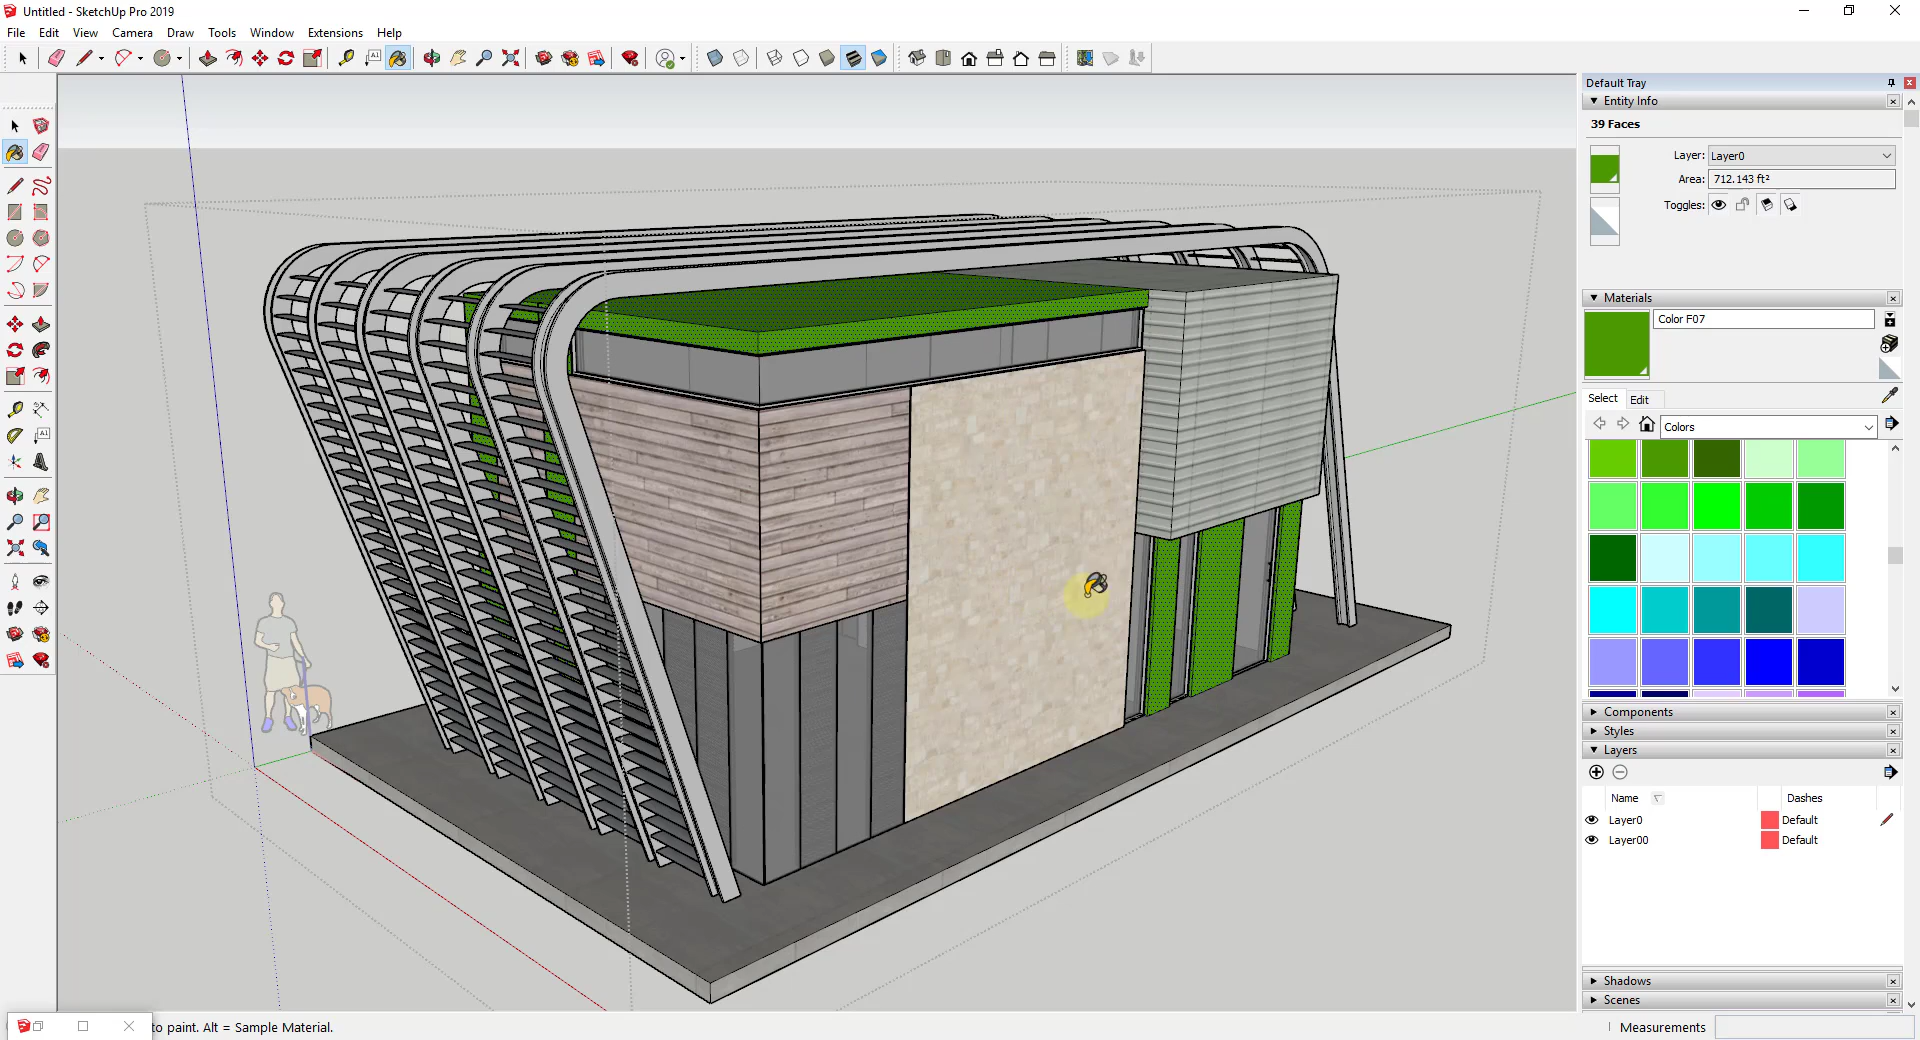 Untitled - SketchUp Pro 2019
File Edit View Camera Draw Tools Window Extensions Help
Default Tray
Entity Info
39 Faces
Layer: Layer0
Area: 712.143 ft²
Toggles:
Materials
Color F07
Select Edit
Colors
Components
Styles
Layers
Name Dashes
Layer0 Default
Layer00 Default
Shadows
Scenes
to paint. Alt = Sample Material.
Measurements